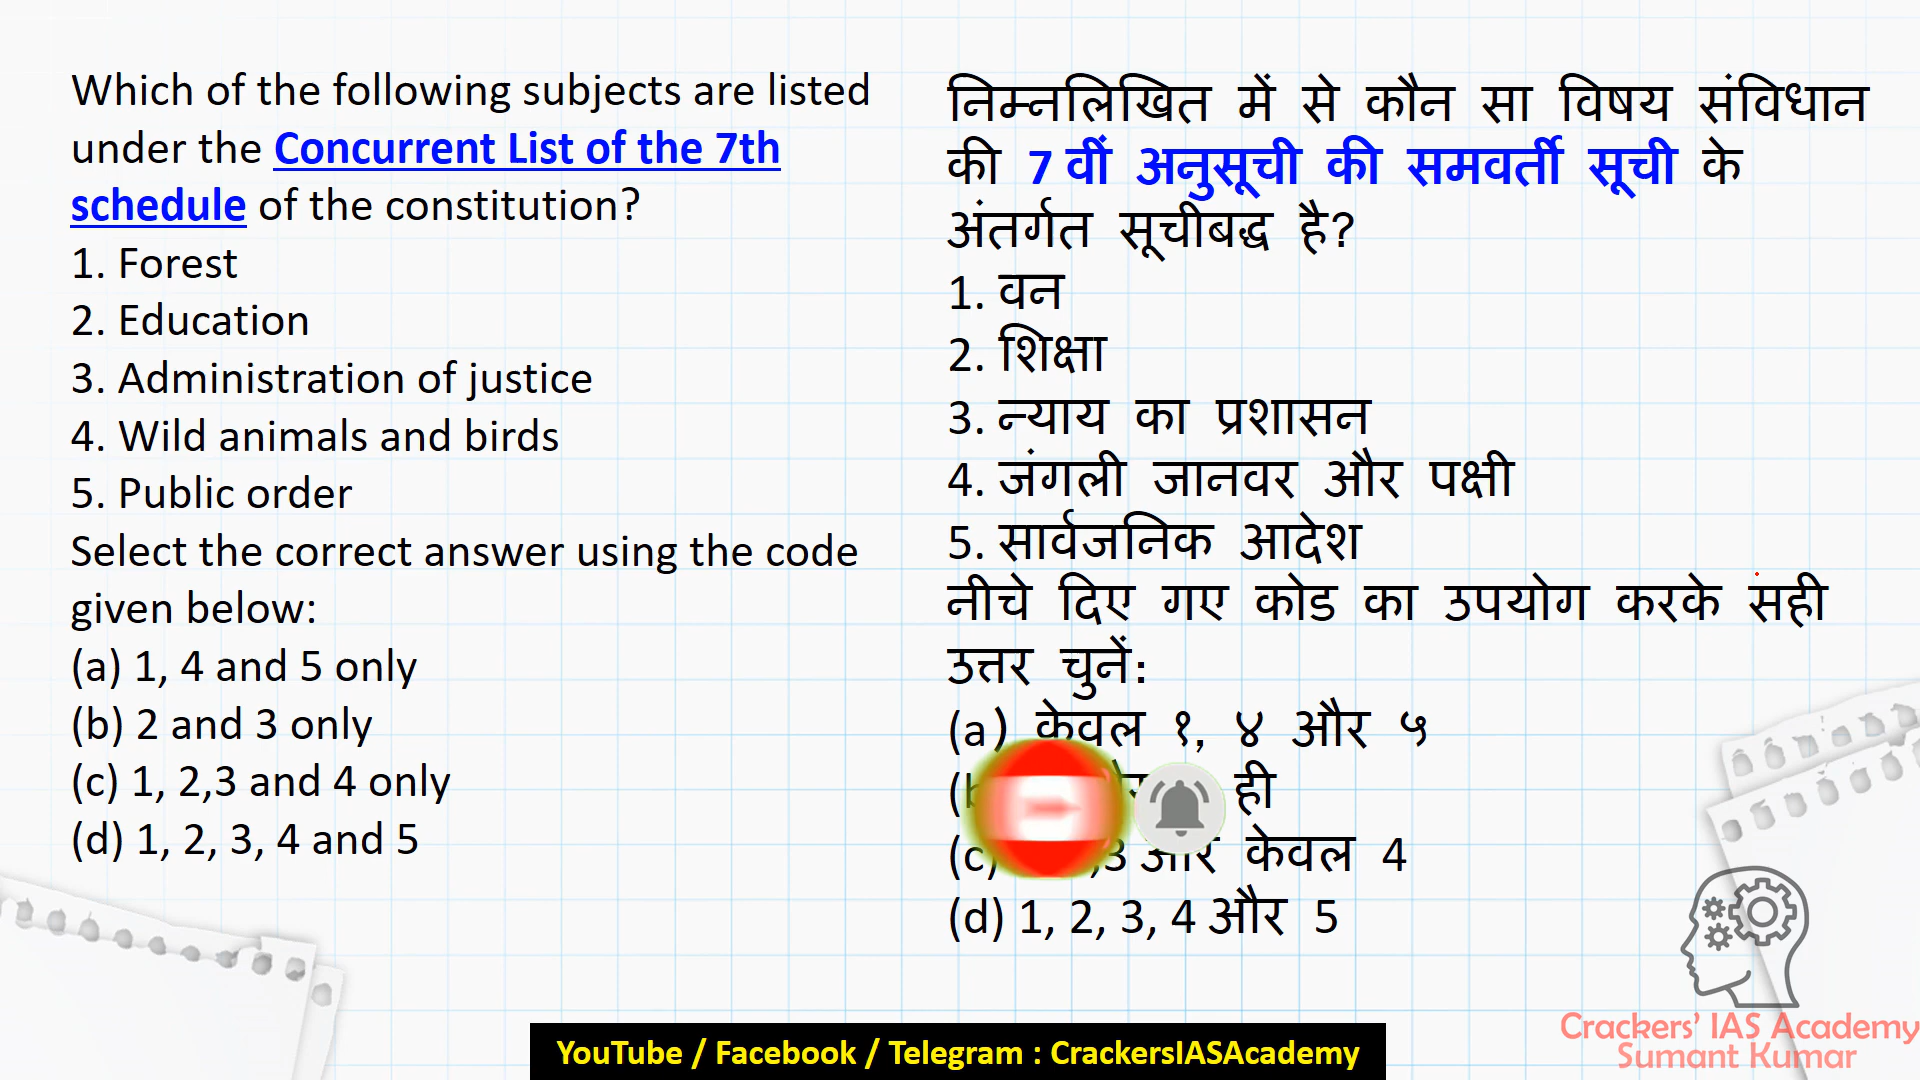 Which of the following subjects are listed
under the Concurrent List of the 7th
schedule of the constitution?
1. Forest
2. Education
3. Administration of justice
4. Wild animals and birds
5. Public order
Select the correct answer using the code
given below:
(a) 1, 4 and 5 only
(b) 2 and 3 only
(c) 1, 2,3 and 4 only
(d) 1, 2, 3, 4 and 5
निम्नलिखित में से कौन सा विषय संविधान
की 7 वीं अनुसूची की समवर्ती सूची के
अंतर्गत सूचीबद्ध है?
1. वन
2. शिक्षा
3. न्याय का प्रशासन
4. जंगली जानवर और पक्षी
5. सार्वजनिक आदेश
नीचे दिए गए कोड का उपयोग करके सही
उत्तर चुनें:
(a) केवल १, ४ और ५
ही
(c) ,3 और केवल 4
(d) 1, 2, 3, 4 और 5
Crackers' IAS Academy
Sumant Kumar
YouTube / Facebook / Telegram : CrackersIASAcademy